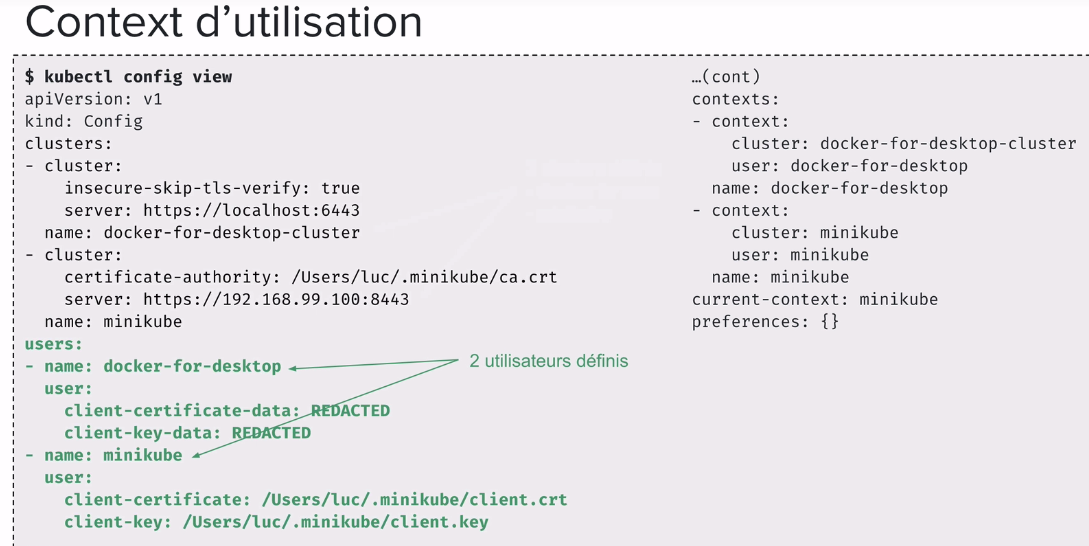 Context d'utilisation
$ kubectl config view
apiVersion: v1
kind: Config
clusters:
- cluster:
    insecure-skip-tls-verify: true
    server: https://localhost:6443
  name: docker-for-desktop-cluster
- cluster:
    certificate-authority: /Users/luc/.minikube/ca.crt
    server: https://192.168.99.100:8443
  name: minikube
users:
- name: docker-for-desktop
  user:
    client-certificate-data: REDACTED
    client-key-data: REDACTED
- name: minikube
  user:
    client-certificate: /Users/luc/.minikube/client.crt
    client-key: /Users/luc/.minikube/client.key
2 utilisateurs définis
…(cont)
contexts:
- context:
    cluster: docker-for-desktop-cluster
    user: docker-for-desktop
  name: docker-for-desktop
- context:
    cluster: minikube
    user: minikube
  name: minikube
current-context: minikube
preferences: {}